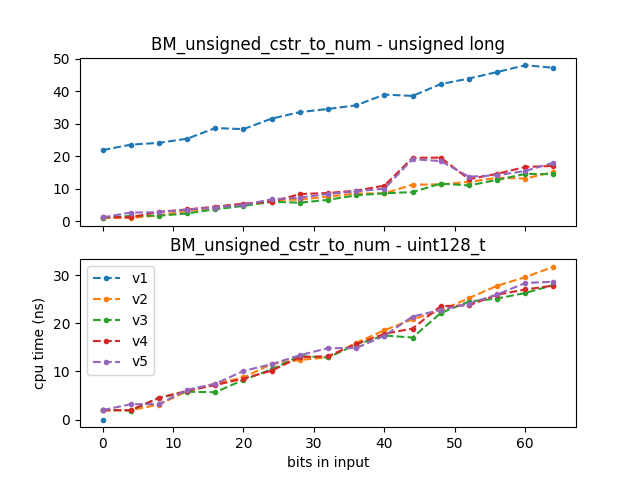 BM_unsigned_cstr_to_num - unsigned long
50
40
30
20
10
0
BM_unsigned_cstr_to_num - uint128_t
30
20
10
0
cpu time (ns)
v1
v2
v3
v4
v5
0 10 20 30 40 50 60
bits in input